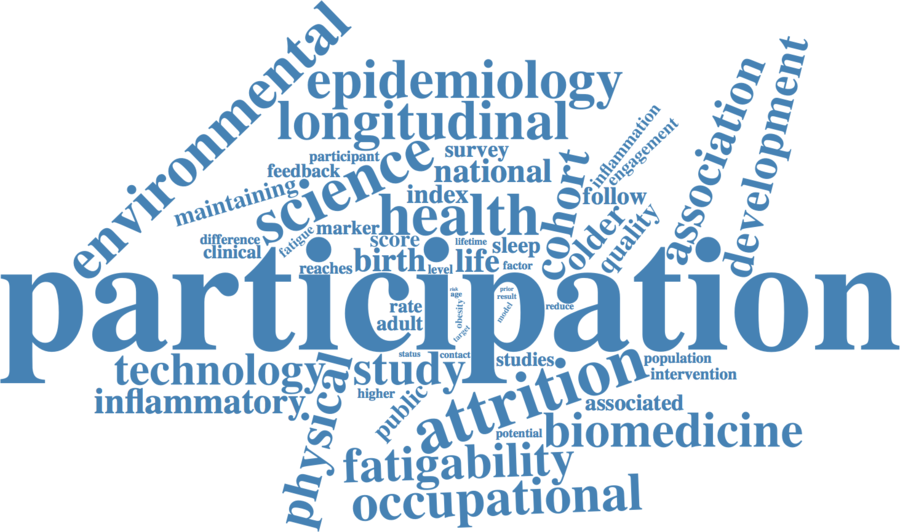 environmental
epidemiology
longitudinal
association
development
inflammation
engagement
participant
science
survey
feedback
national
maintaining
cohort
index
follow
health
older
quality
marker
fatigue
difference
score
lifetime
sleep
clinical
birth
life
reaches
level
factor
participation
risk
age
prior
result
rate
obesity
model
reduce
adult
target
status
contact
technology
physical
study
studies
attrition
population
intervention
inflammatory
higher
public
associated
potential
biomedicine
fatigability
occupational